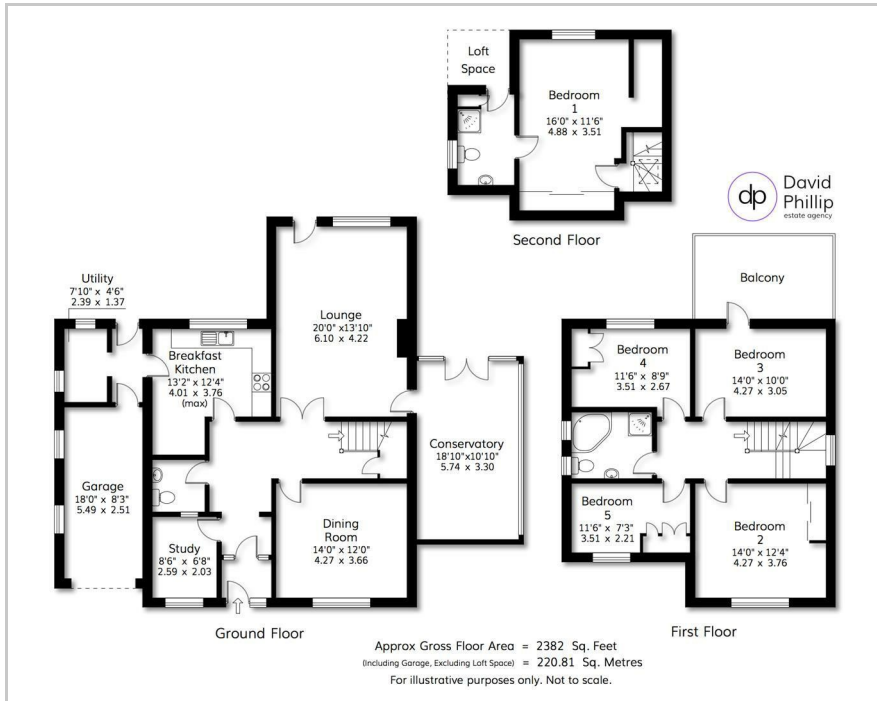 Loft
Space
Bedroom
1
16'0" x 11'6"
4.88 x 3.51
Second Floor
dp
David
Phillip
estate agency
Utility
7'10" x 4'6"
2.39 x 1.37
Lounge
20'0" x13'10"
6.10 x 4.22
Breakfast
Kitchen
13'2" x 12'4"
4.01 x 3.76
(max)
Conservatory
18'10"x10'10"
5.74 x 3.30
Garage
18'0" x 8'3"
5.49 x 2.51
Study
8'6" x 6'8"
2.59 x 2.03
Dining
Room
14'0" x 12'0"
4.27 x 3.66
Ground Floor
Balcony
Bedroom
4
11'6" x 8'9"
3.51 x 2.67
Bedroom
3
14'0" x 10'0"
4.27 x 3.05
Bedroom
5
11'6" x 7'3"
3.51 x 2.21
Bedroom
2
14'0" x 12'4"
4.27 x 3.76
First Floor
Approx Gross Floor Area = 2382 Sq. Feet
(Including Garage, Excluding Loft Space) = 220.81 Sq. Metres
For illustrative purposes only. Not to scale.